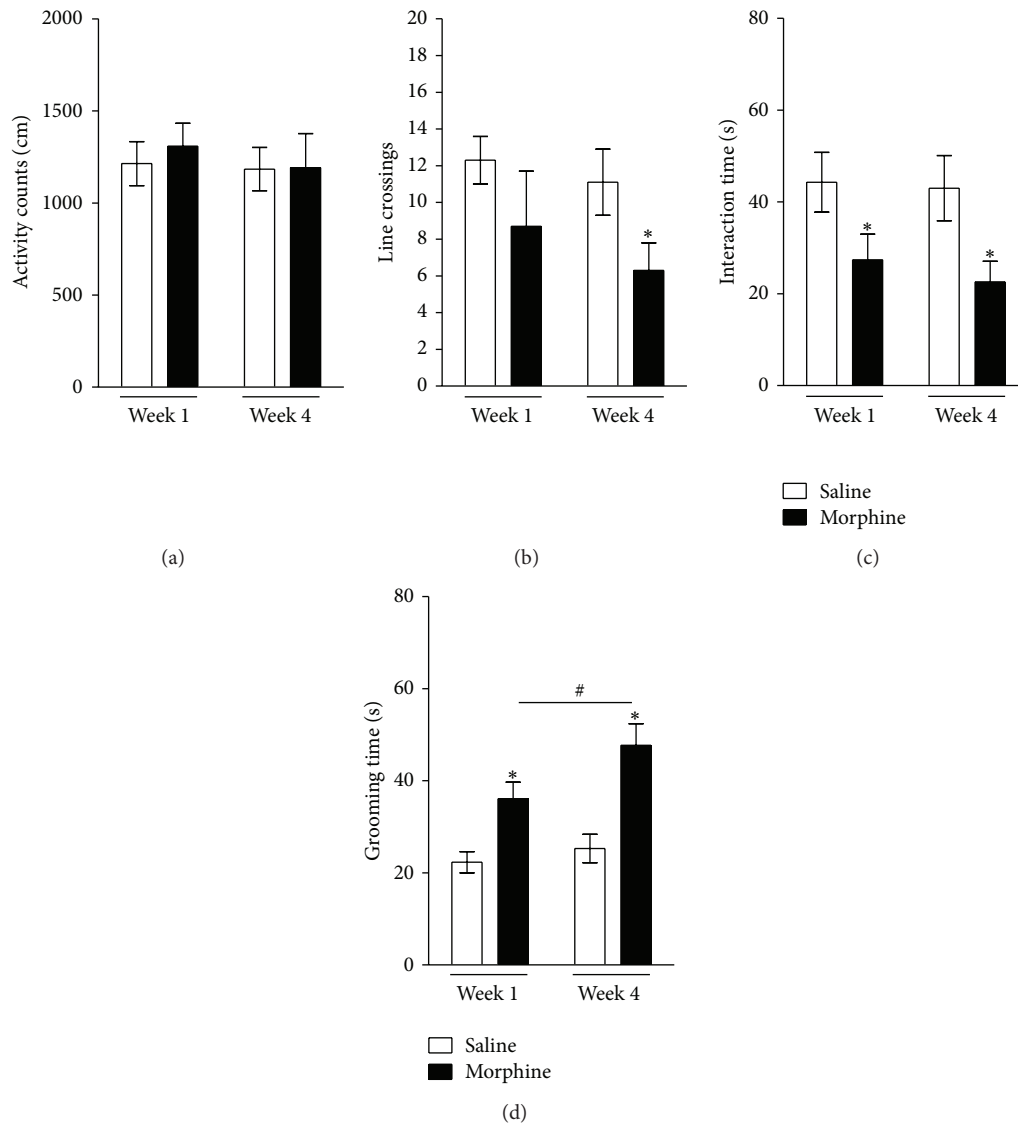 2000
1500
1000
500
0
Activity counts (cm)
Week 1 Week 4
(a)
20
18
16
14
12
10
8
6
4
2
0
Line crossings
*
Week 1 Week 4
(b)
80
60
40
20
0
Interaction time (s)
*
*
Week 1 Week 4
Saline
Morphine
(c)
80
60
40
20
0
Grooming time (s)
#
*
*
Week 1 Week 4
Saline
Morphine
(d)